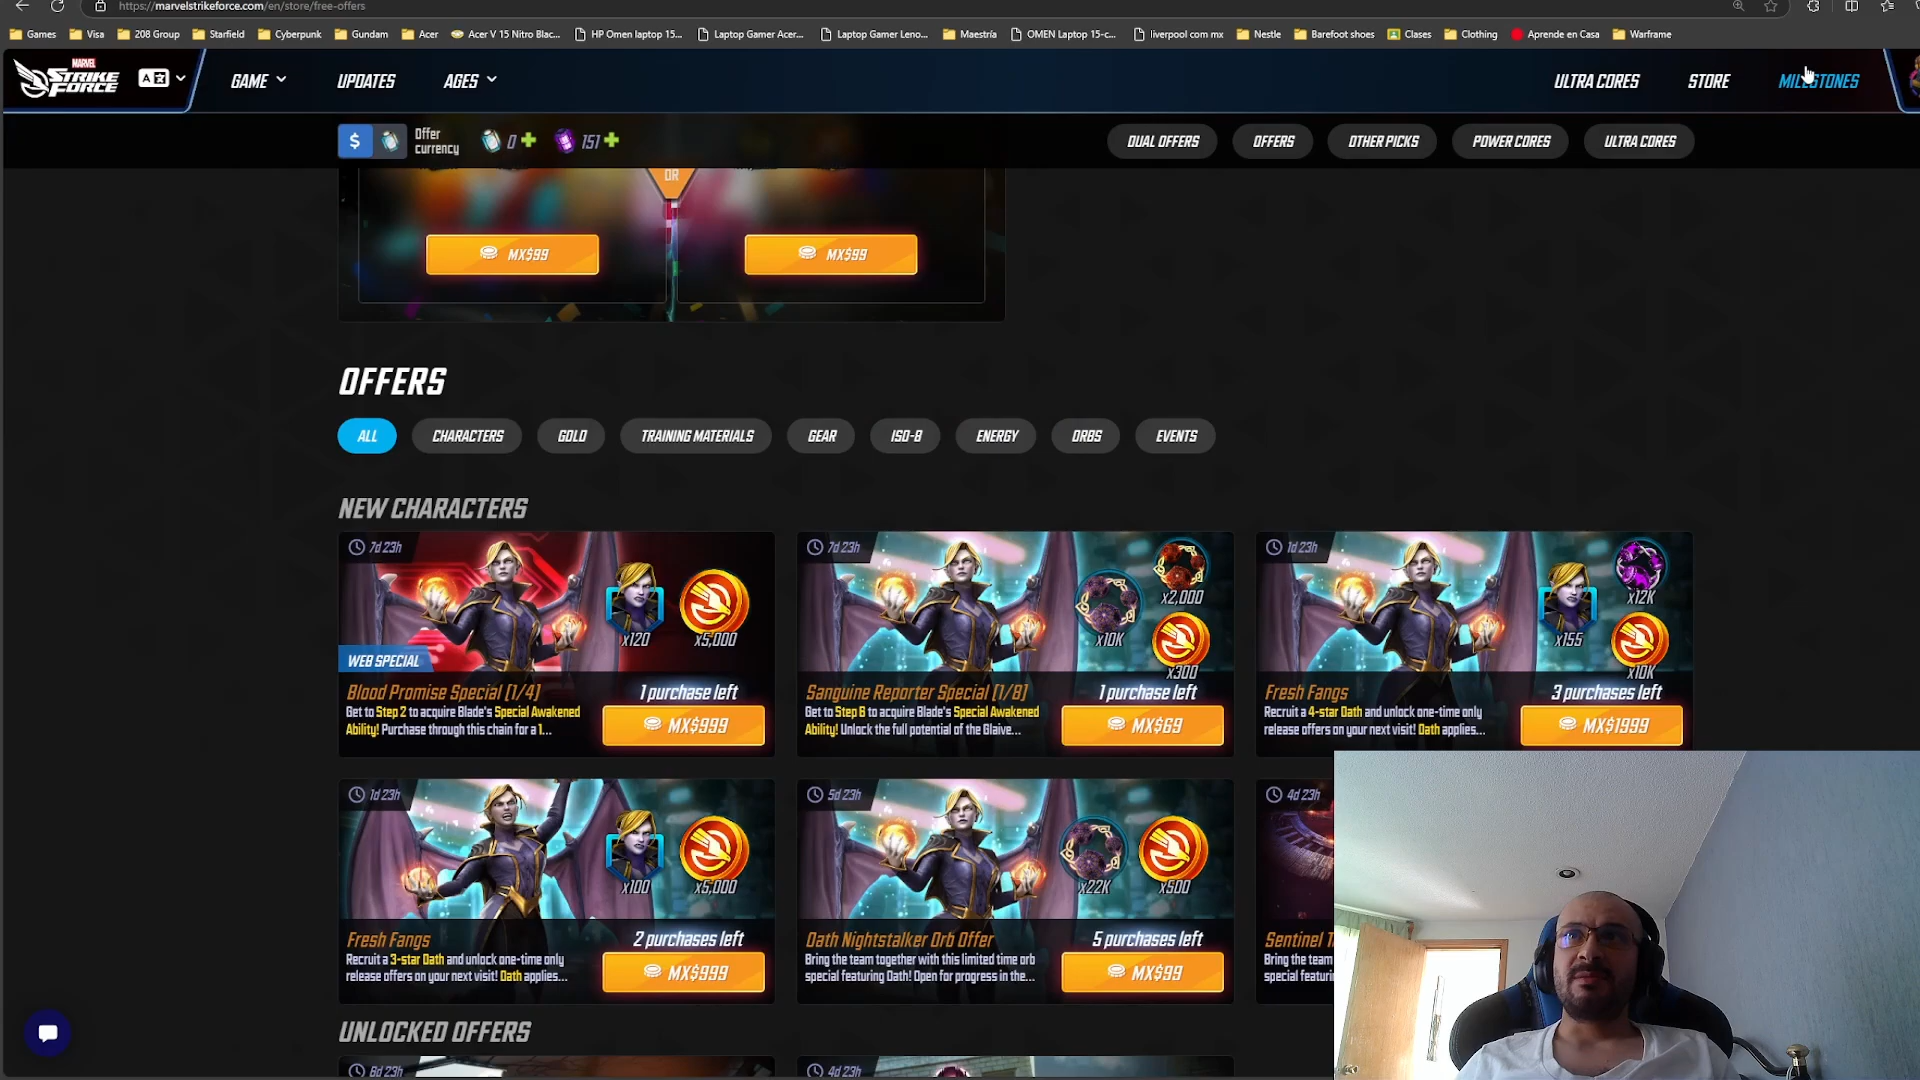 https://marvelstrikeforce.com/en/store/free-offers
Games
Visa
208 Group
Starfield
Cyberpunk
Gundam
Acer
Acer V 15 Nitro Blac...
HP Omen laptop 15...
Laptop Gamer Acer...
Laptop Gamer Leno...
Maestría
OMEN Laptop 15-c...
liverpool com mx
Nestle
Barefoot shoes
Clases
Clothing
Aprende en Casa
Warframe
MARVEL
STRIKE
FORCE
GAME
UPDATES
AGES
ULTRA CORES
STORE
MILESTONES
$
Offer
currency
0
151
DUAL OFFERS
OFFERS
OTHER PICKS
POWER CORES
ULTRA CORES
OR
MX$99
MX$99
OFFERS
ALL
CHARACTERS
GOLD
TRAINING MATERIALS
GEAR
ISO-8
ENERGY
ORBS
EVENTS
NEW CHARACTERS
7d 23h
x120
x5,000
WEB SPECIAL
Blood Promise Special [1/4]
1 purchase left
Get to Step 2 to acquire Blade's Special Awakened
Ability! Purchase through this chain for a 1...
MX$999
7d 23h
x10K
x2,000
x300
Sanguine Reporter Special [1/8]
1 purchase left
Get to Step 6 to acquire Blade's Special Awakened
Ability! Unlock the full potential of the Glaive...
MX$69
1d 23h
x155
x12K
x10K
Fresh Fangs
3 purchases left
Recruit a 4-star Oath and unlock one-time only
release offers on your next visit! Oath applies...
MX$1999
1d 23h
x100
x5,000
Fresh Fangs
2 purchases left
Recruit a 3-star Oath and unlock one-time only
release offers on your next visit! Oath applies...
MX$999
5d 23h
x22K
x500
Oath Nightstalker Orb Offer
5 purchases left
Bring the team together with this limited time orb
special featuring Oath! Open for progress in the...
MX$99
4d 23h
Sentinel
Bring the team
special featuri
UNLOCKED OFFERS
8d 23h
4d 23h